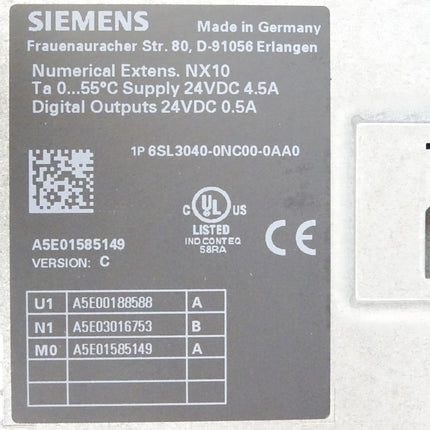 SIEMENS Made in Germany
Frauenauracher Str. 80, D-91056 Erlangen
Numerical Extens. NX10
Ta 0...55°C Supply 24VDC 4.5A
Digital Outputs 24VDC 0.5A
1P 6SL3040-0NC00-0AA0
C UL US
LISTED
IND CONT EQ
58RA
CE
A5E01585149
VERSION: C
U1 A5E00188588 A
N1 A5E03016753 B
M0 A5E01585149 A